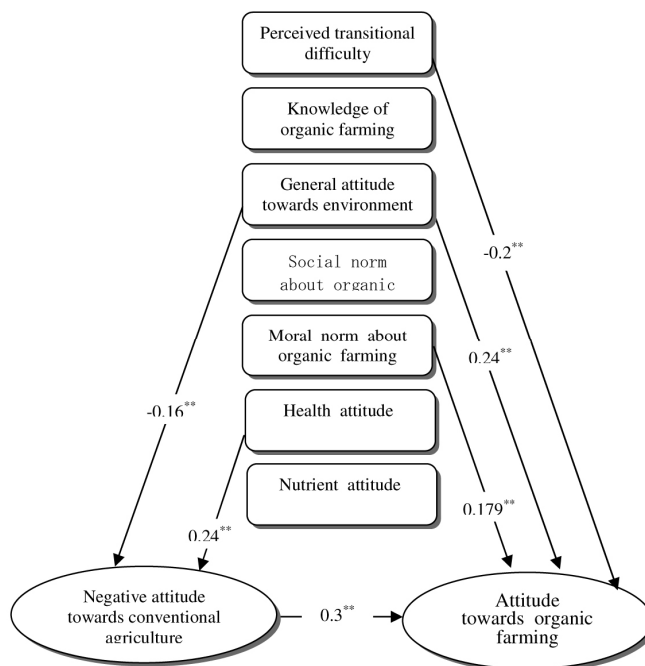 Perceived transitional
difficulty
Knowledge of
organic farming
General attitude
towards environment
Social norm
about organic
Moral norm about
organic farming
Health attitude
Nutrient attitude
-0.2**
0.24**
-0.16**
0.179**
0.24**
Negative attitude
towards conventional
agriculture
0.3**
Attitude
towards organic
farming